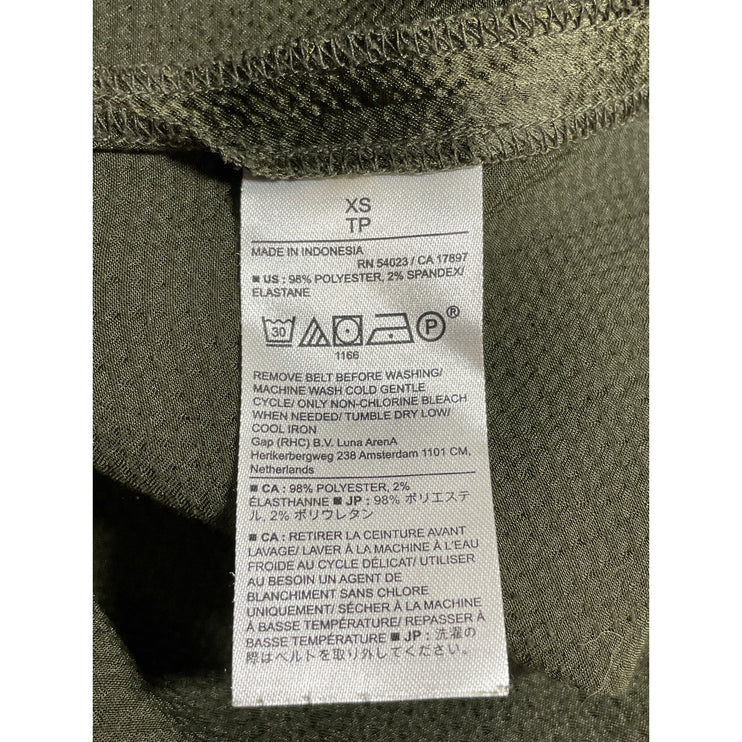 XS
TP
MADE IN INDONESIA
RN 54023 / CA 17897
■ US : 98% POLYESTER, 2% SPANDEX/
ELASTANE
30 P ®
1166
REMOVE BELT BEFORE WASHING/
MACHINE WASH COLD GENTLE
CYCLE/ ONLY NON-CHLORINE BLEACH
WHEN NEEDED/ TUMBLE DRY LOW/
COOL IRON
Gap (RHC) B.V. Luna ArenA
Herikerbergweg 238 Amsterdam 1101 CM,
Netherlands
■ CA : 98% POLYESTER, 2%
ÉLASTHANNE ■ JP : 98% ポリエステ
ル, 2% ポリウレタン
■ CA : RETIRER LA CEINTURE AVANT
LAVAGE/ LAVER À LA MACHINE À L'EAU
FROIDE AU CYCLE DÉLICAT/ UTILISER
AU BESOIN UN AGENT DE
BLANCHIMENT SANS CHLORE
UNIQUEMENT/ SÉCHER À LA MACHINE
À BASSE TEMPÉRATURE/ REPASSER À
BASSE TEMPÉRATURE ■ JP : 洗濯の
際はベルトを取り外してください。